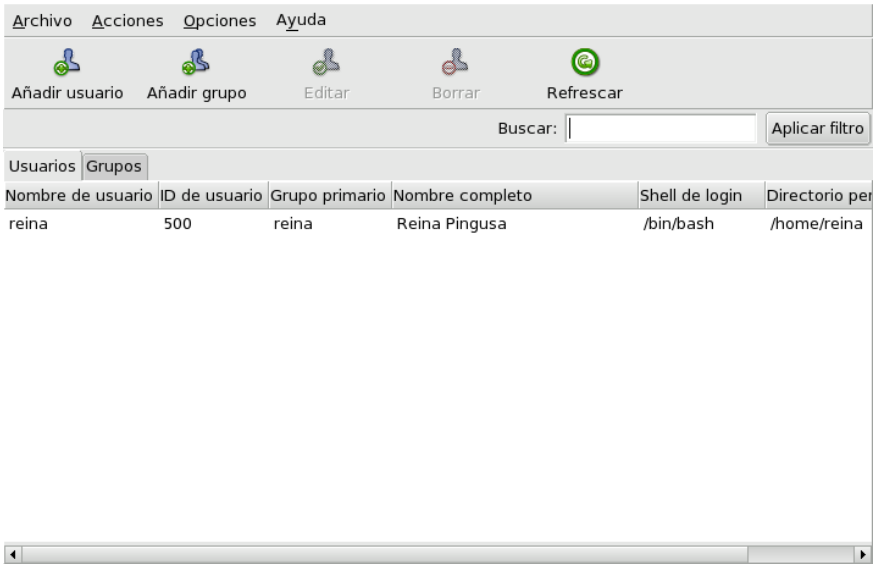 Archivo Acciones Opciones Ayuda
Añadir usuario Añadir grupo Editar Borrar Refrescar
Buscar: Aplicar filtro
Usuarios Grupos
Nombre de usuario ID de usuario Grupo primario Nombre completo Shell de login Directorio per
reina 500 reina Reina Pingusa /bin/bash /home/reina